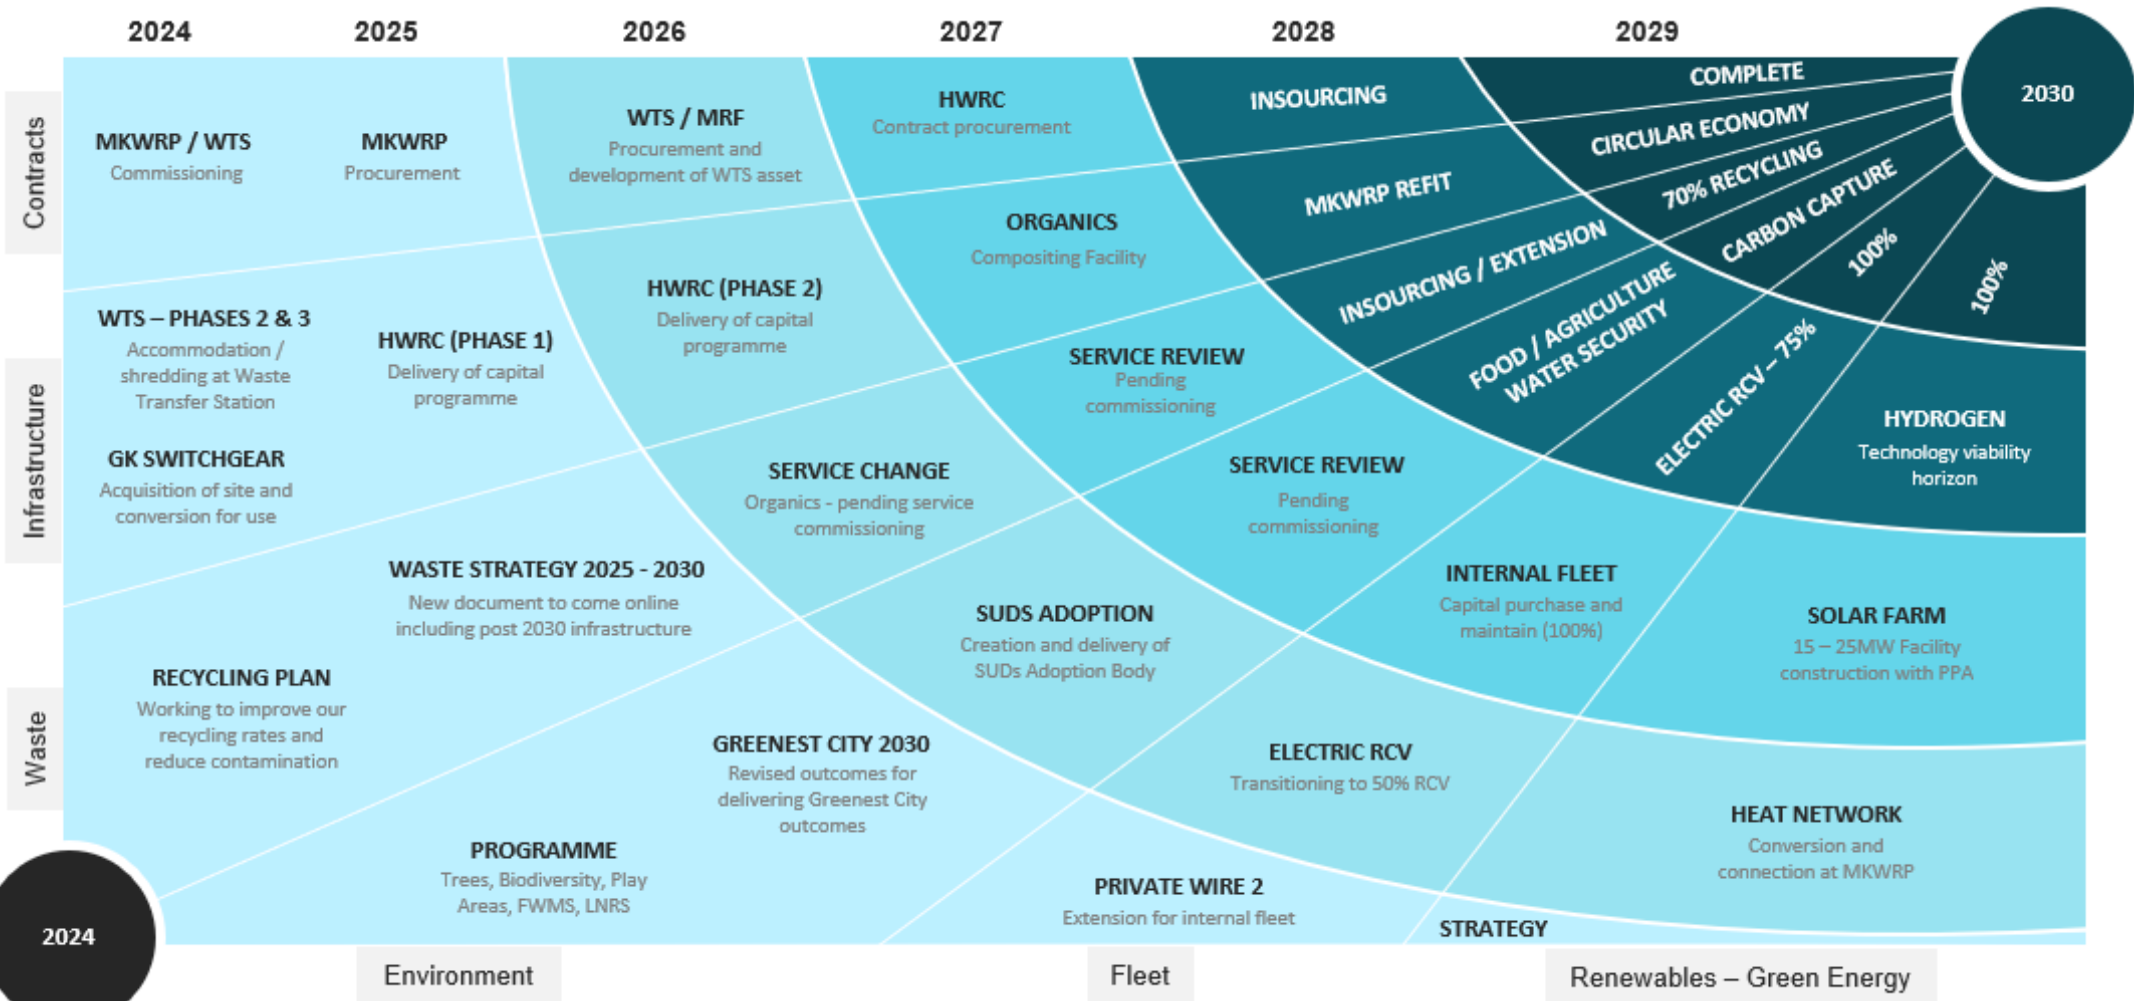 2024
2025
2026
2027
2028
2029
2030
Contracts
MKWRP / WTS
Commissioning
MKWRP
Procurement
WTS / MRF
Procurement and
development of WTS asset
HWRC
Contract procurement
INSOURCING
COMPLETE
Infrastructure
WTS – PHASES 2 & 3
Accommodation /
shredding at Waste
Transfer Station
GK SWITCHGEAR
Acquisition of site and
conversion for use
HWRC (PHASE 1)
Delivery of capital
programme
HWRC (PHASE 2)
Delivery of capital
programme
ORGANICS
Compositing Facility
MKWRP REFIT
CIRCULAR ECONOMY
Waste
RECYCLING PLAN
Working to improve our
recycling rates and
reduce contamination
WASTE STRATEGY 2025 - 2030
New document to come online
including post 2030 infrastructure
SERVICE CHANGE
Organics - pending service
commissioning
SERVICE REVIEW
Pending
commissioning
INSOURCING / EXTENSION
70% RECYCLING
PROGRAMME
Trees, Biodiversity, Play
Areas, FWMS, LNRS
GREENEST CITY 2030
Revised outcomes for
delivering Greenest City
outcomes
SUDS ADOPTION
Creation and delivery of
SUDs Adoption Body
SERVICE REVIEW
Pending
commissioning
FOOD / AGRICULTURE
WATER SECURITY
CARBON CAPTURE
PRIVATE WIRE 2
Extension for internal fleet
ELECTRIC RCV
Transitioning to 50% RCV
INTERNAL FLEET
Capital purchase and
maintain (100%)
ELECTRIC RCV – 75%
100%
STRATEGY
HEAT NETWORK
Conversion and
connection at MKWRP
SOLAR FARM
15 – 25MW Facility
construction with PPA
HYDROGEN
Technology viability
horizon
100%
2024
Environment
Fleet
Renewables – Green Energy